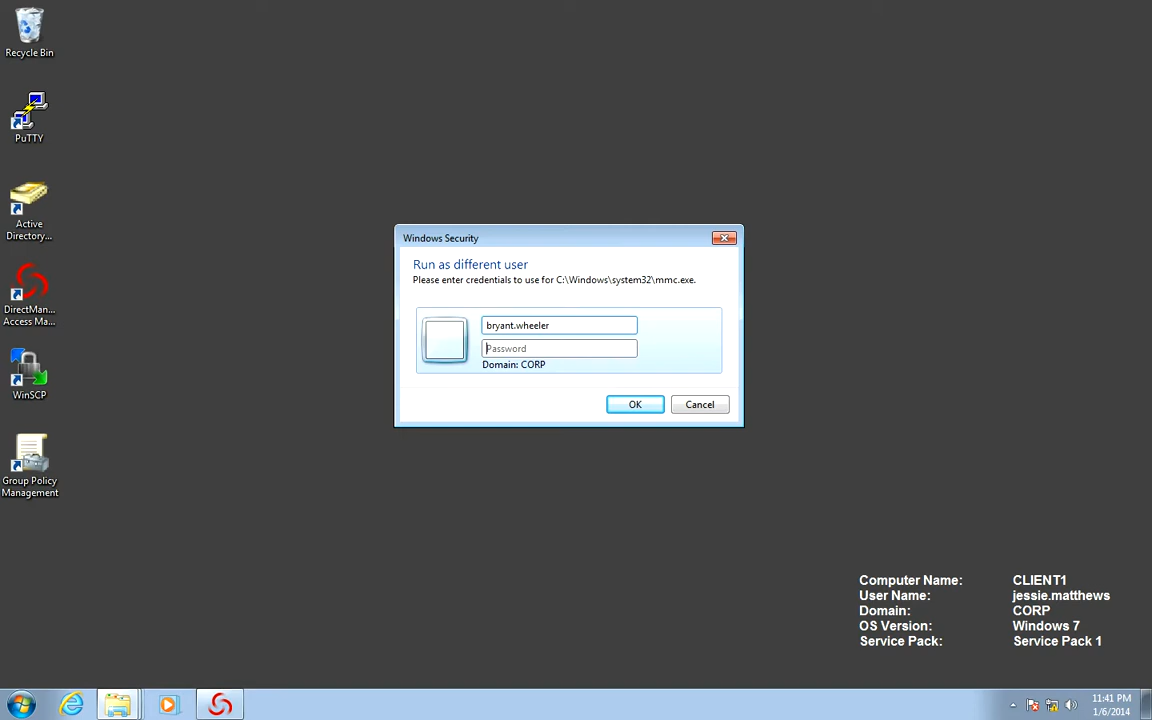 Recycle Bin
PuTTY
Active
Directory...
DirectMan...
Access Ma...
WinSCP
Group Policy
Management
Windows Security
Run as different user
Please enter credentials to use for C:\Windows\system32\mmc.exe.
bryant.wheeler
Password
Domain: CORP
OK
Cancel
Computer Name: CLIENT1
User Name: jessie.matthews
Domain: CORP
OS Version: Windows 7
Service Pack: Service Pack 1
11:41 PM
1/6/2014